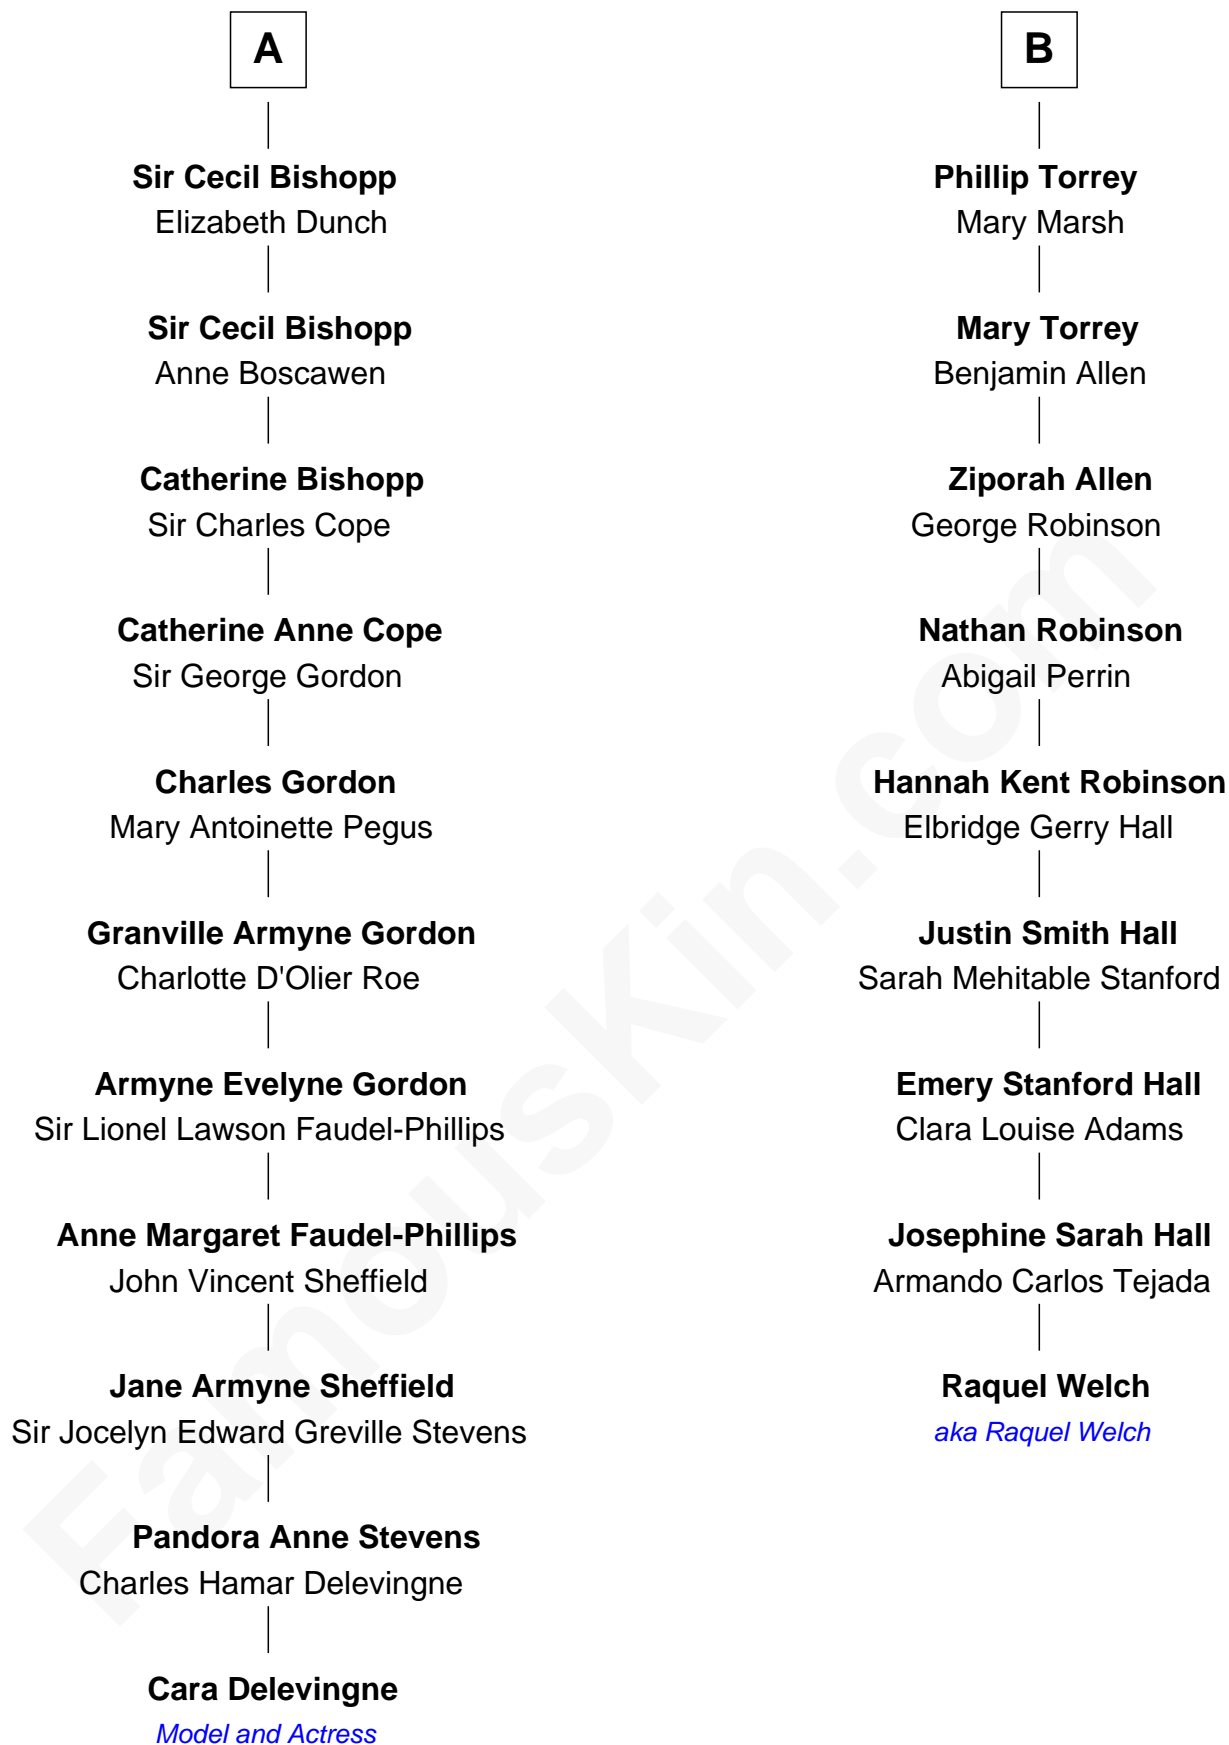 A
Sir Cecil Bishopp
Elizabeth Dunch
Sir Cecil Bishopp
Anne Boscawen
Catherine Bishopp
Sir Charles Cope
Catherine Anne Cope
Sir George Gordon
Charles Gordon
Mary Antoinette Pegus
Granville Armyne Gordon
Charlotte D'Olier Roe
Armyne Evelyne Gordon
Sir Lionel Lawson Faudel-Phillips
Anne Margaret Faudel-Phillips
John Vincent Sheffield
Jane Armyne Sheffield
Sir Jocelyn Edward Greville Stevens
Pandora Anne Stevens
Charles Hamar Delevingne
Cara Delevingne
Model and Actress
B
Phillip Torrey
Mary Marsh
Mary Torrey
Benjamin Allen
Ziporah Allen
George Robinson
Nathan Robinson
Abigail Perrin
Hannah Kent Robinson
Elbridge Gerry Hall
Justin Smith Hall
Sarah Mehitable Stanford
Emery Stanford Hall
Clara Louise Adams
Josephine Sarah Hall
Armando Carlos Tejada
Raquel Welch
aka Raquel Welch
FamousKin.com